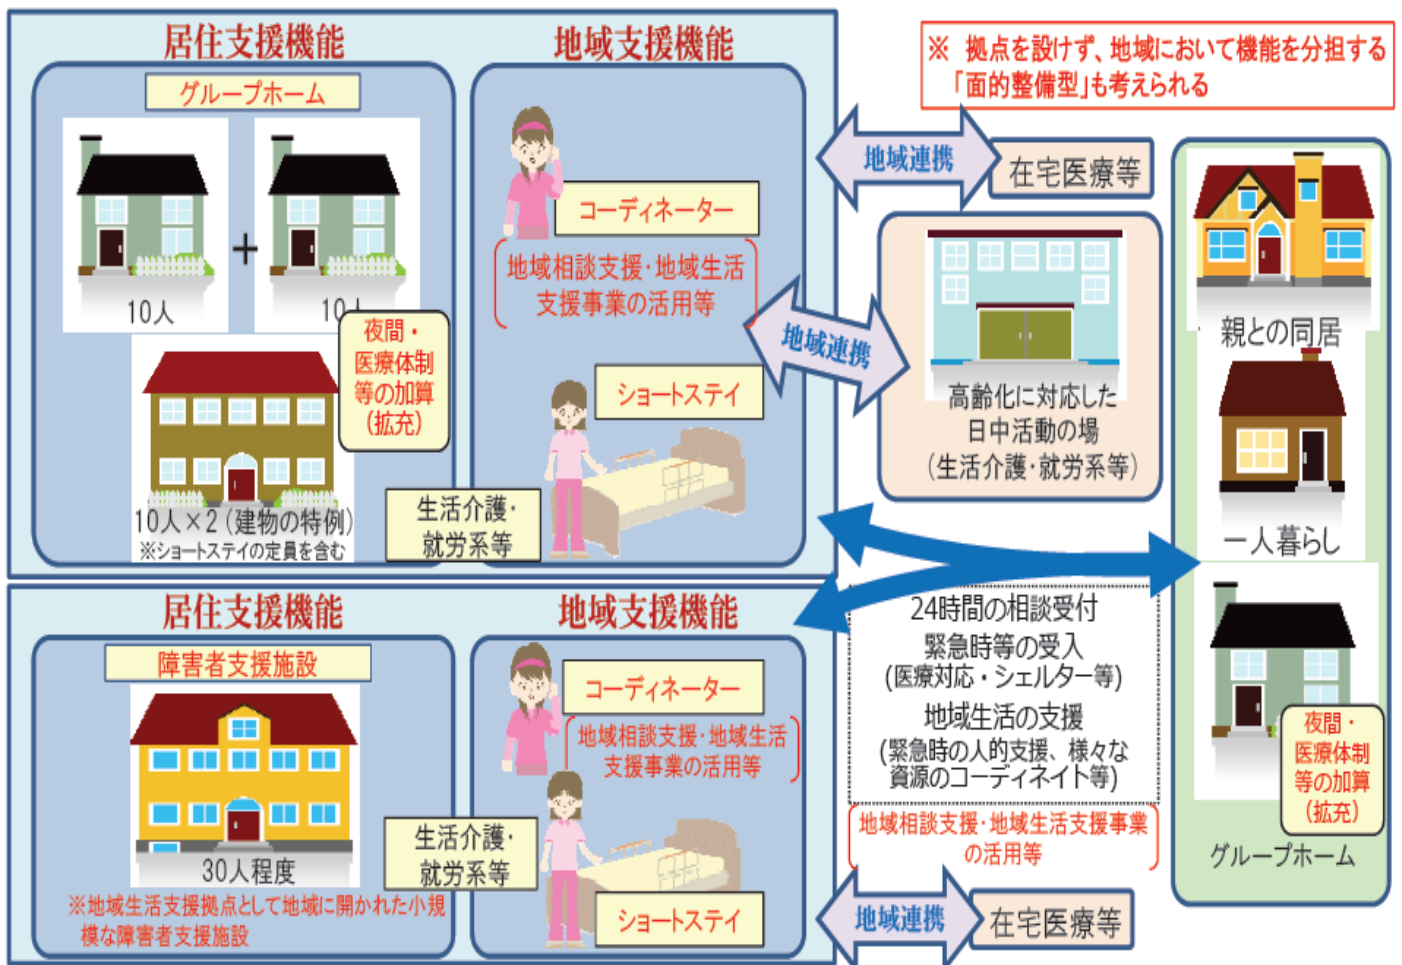 居住支援機能
グループホーム
10人
+
10人
夜間・
医療体制
等の加算
(拡充)
10人×2(建物の特例)
※ショートステイの定員を含む
地域支援機能
コーディネーター
地域相談支援・地域生活
支援事業の活用等
ショートステイ
生活介護・
就労系等
※ 拠点を設けず、地域において機能を分担する
「面的整備型」も考えられる
地域連携
在宅医療等
地域連携
高齢化に対応した
日中活動の場
(生活介護・就労系等)
親との同居
一人暮らし
夜間・
医療体制
等の加算
(拡充)
グループホーム
居住支援機能
障害者支援施設
30人程度
※地域生活支援拠点として地域に開かれた小規
模な障害者支援施設
地域支援機能
コーディネーター
地域相談支援・地域生活
支援事業の活用等
生活介護・
就労系等
ショートステイ
24時間の相談受付
緊急時等の受入
(医療対応・シェルター等)
地域生活の支援
(緊急時の人的支援、様々な
資源のコーディネイト等)
地域相談支援・地域生活支援事業
の活用等
地域連携
在宅医療等